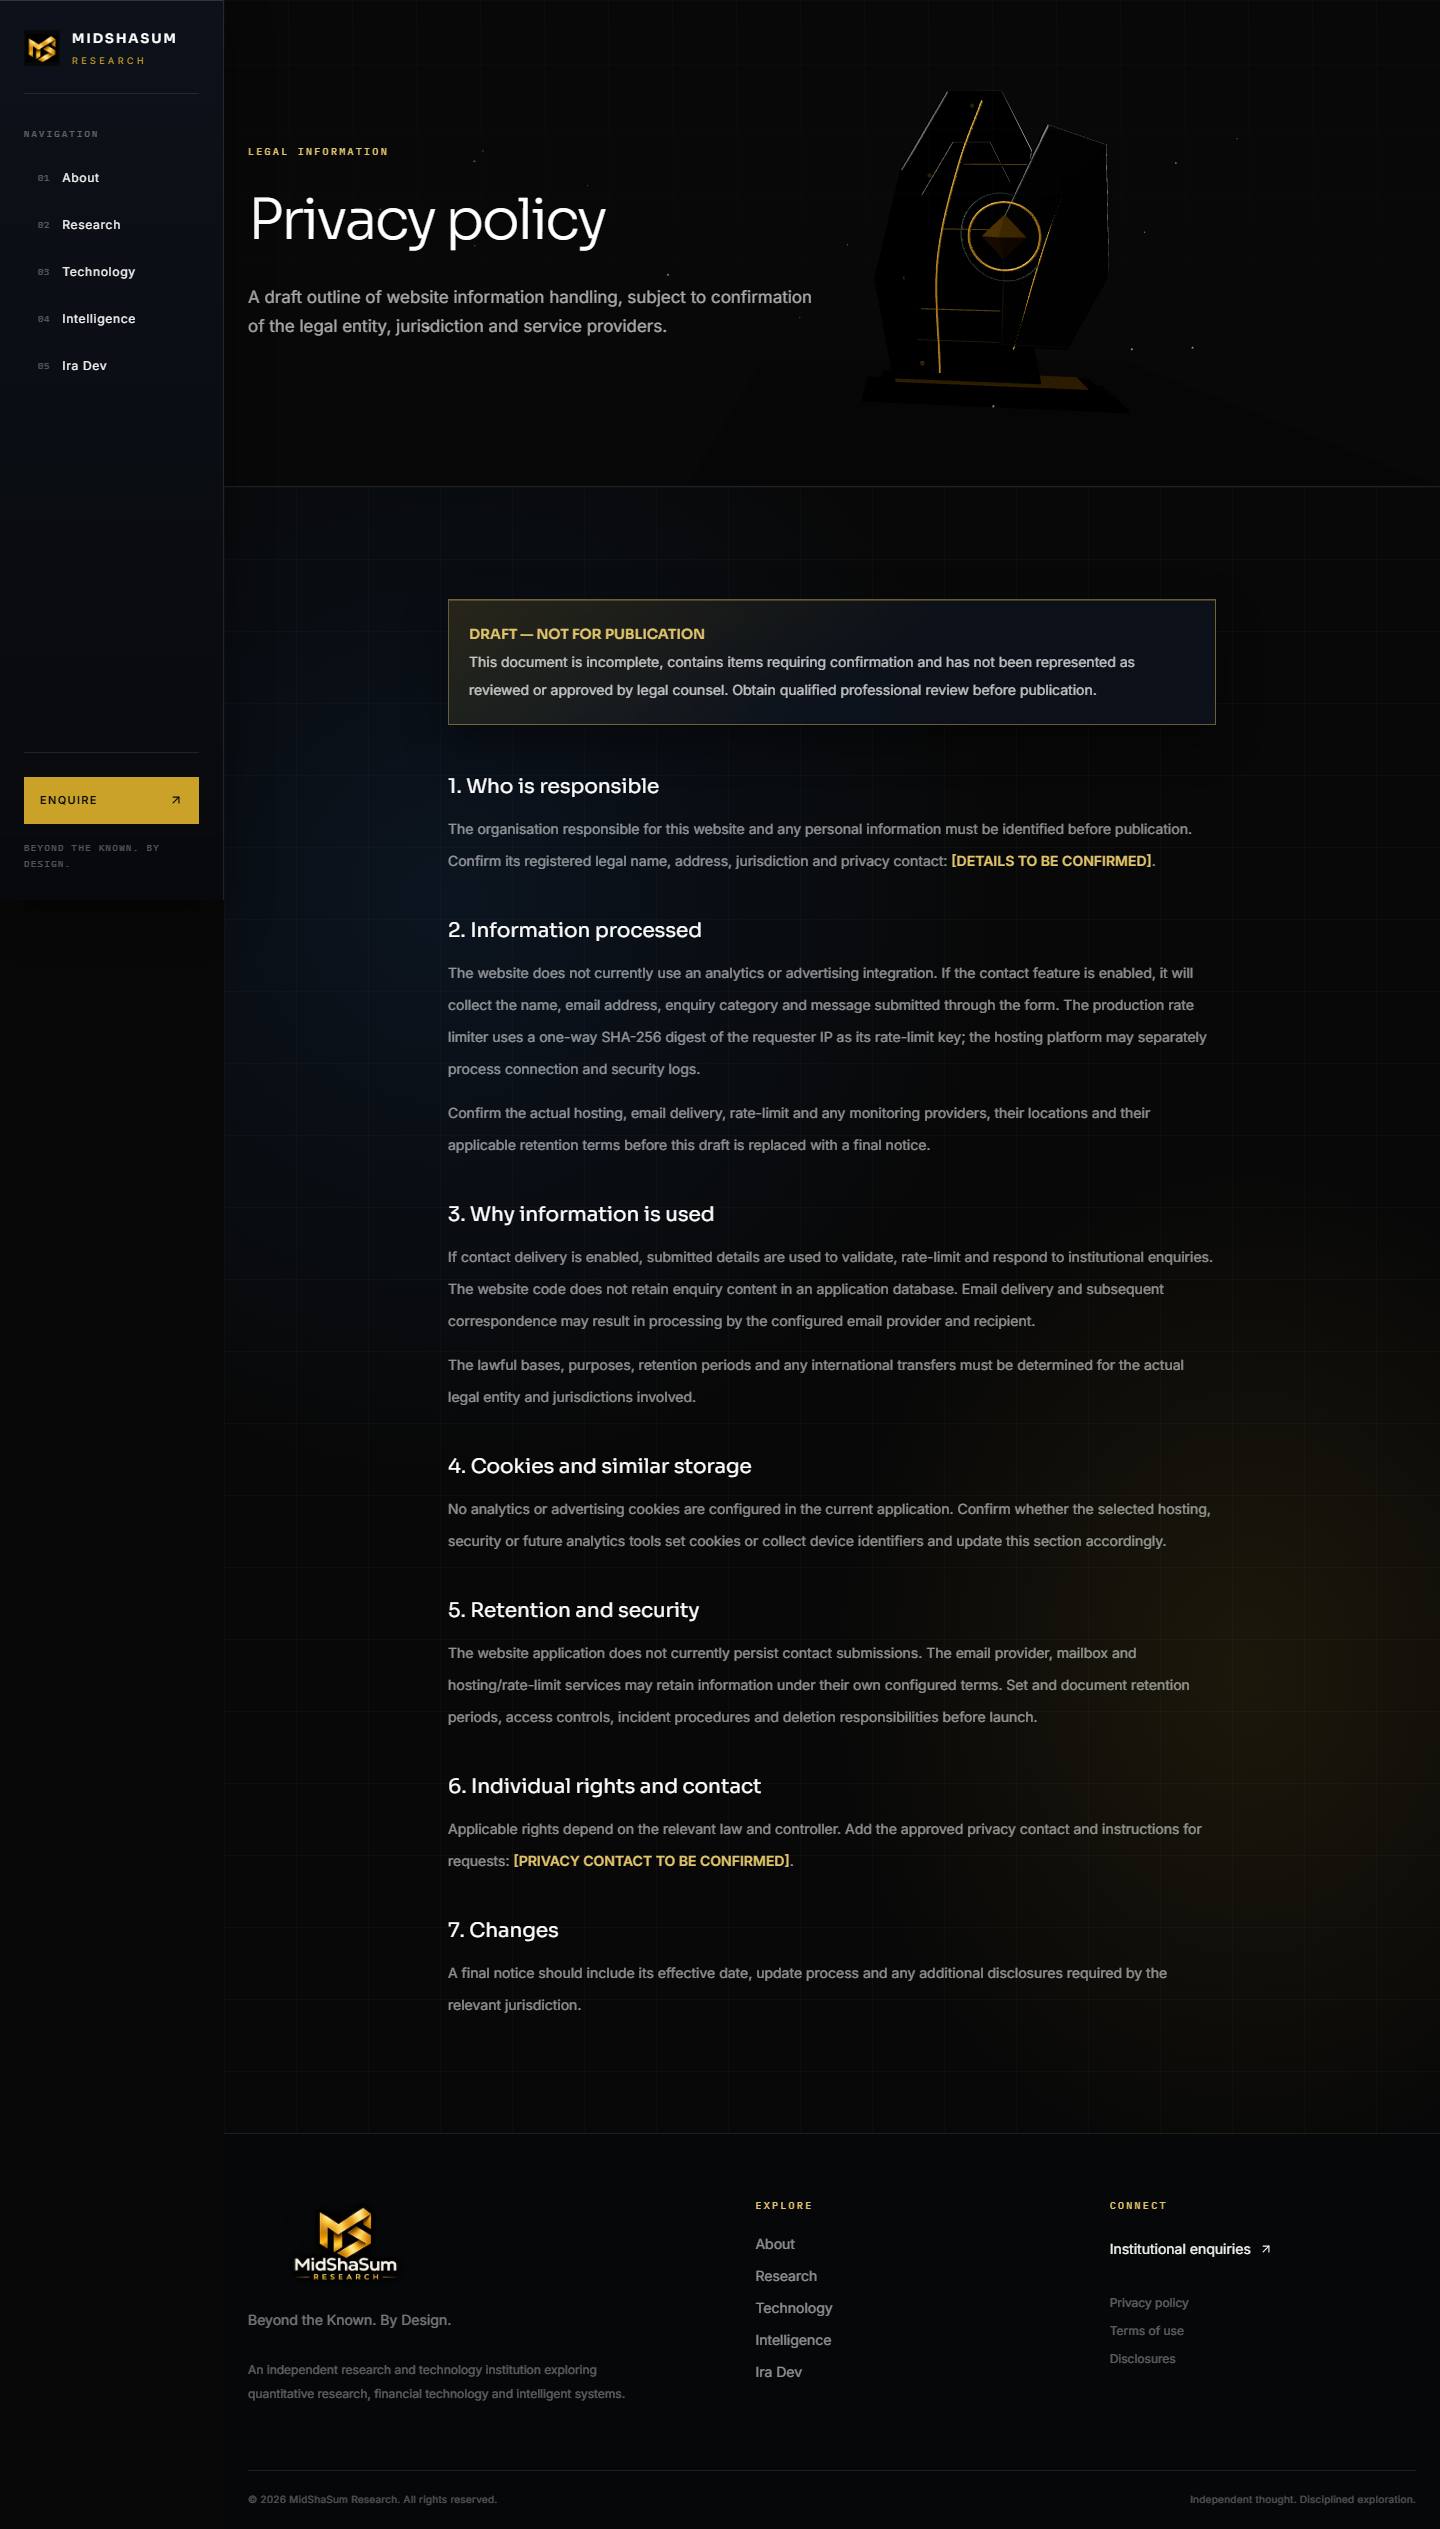 MIDSHASUM
RESEARCH
NAVIGATION
01 About
02 Research
03 Technology
04 Intelligence
05 Ira Dev
ENQUIRE
BEYOND THE KNOWN. BY
DESIGN.
LEGAL INFORMATION
Privacy policy
A draft outline of website information handling, subject to confirmation
of the legal entity, jurisdiction and service providers.
DRAFT — NOT FOR PUBLICATION
This document is incomplete, contains items requiring confirmation and has not been represented as
reviewed or approved by legal counsel. Obtain qualified professional review before publication.
1. Who is responsible
The organisation responsible for this website and any personal information must be identified before publication.
Confirm its registered legal name, address, jurisdiction and privacy contact: [DETAILS TO BE CONFIRMED].
2. Information processed
The website does not currently use an analytics or advertising integration. If the contact feature is enabled, it will
collect the name, email address, enquiry category and message submitted through the form. The production rate
limiter uses a one-way SHA-256 digest of the requester IP as its rate-limit key; the hosting platform may separately
process connection and security logs.
Confirm the actual hosting, email delivery, rate-limit and any monitoring providers, their locations and their
applicable retention terms before this draft is replaced with a final notice.
3. Why information is used
If contact delivery is enabled, submitted details are used to validate, rate-limit and respond to institutional enquiries.
The website code does not retain enquiry content in an application database. Email delivery and subsequent
correspondence may result in processing by the configured email provider and recipient.
The lawful bases, purposes, retention periods and any international transfers must be determined for the actual
legal entity and jurisdictions involved.
4. Cookies and similar storage
No analytics or advertising cookies are configured in the current application. Confirm whether the selected hosting,
security or future analytics tools set cookies or collect device identifiers and update this section accordingly.
5. Retention and security
The website application does not currently persist contact submissions. The email provider, mailbox and
hosting/rate-limit services may retain information under their own configured terms. Set and document retention
periods, access controls, incident procedures and deletion responsibilities before launch.
6. Individual rights and contact
Applicable rights depend on the relevant law and controller. Add the approved privacy contact and instructions for
requests: [PRIVACY CONTACT TO BE CONFIRMED].
7. Changes
A final notice should include its effective date, update process and any additional disclosures required by the
relevant jurisdiction.
MidShaSum
RESEARCH
Beyond the Known. By Design.
An independent research and technology institution exploring
quantitative research, financial technology and intelligent systems.
EXPLORE
About
Research
Technology
Intelligence
Ira Dev
CONNECT
Institutional enquiries
Privacy policy
Terms of use
Disclosures
© 2026 MidShaSum Research. All rights reserved.
Independent thought. Disciplined exploration.